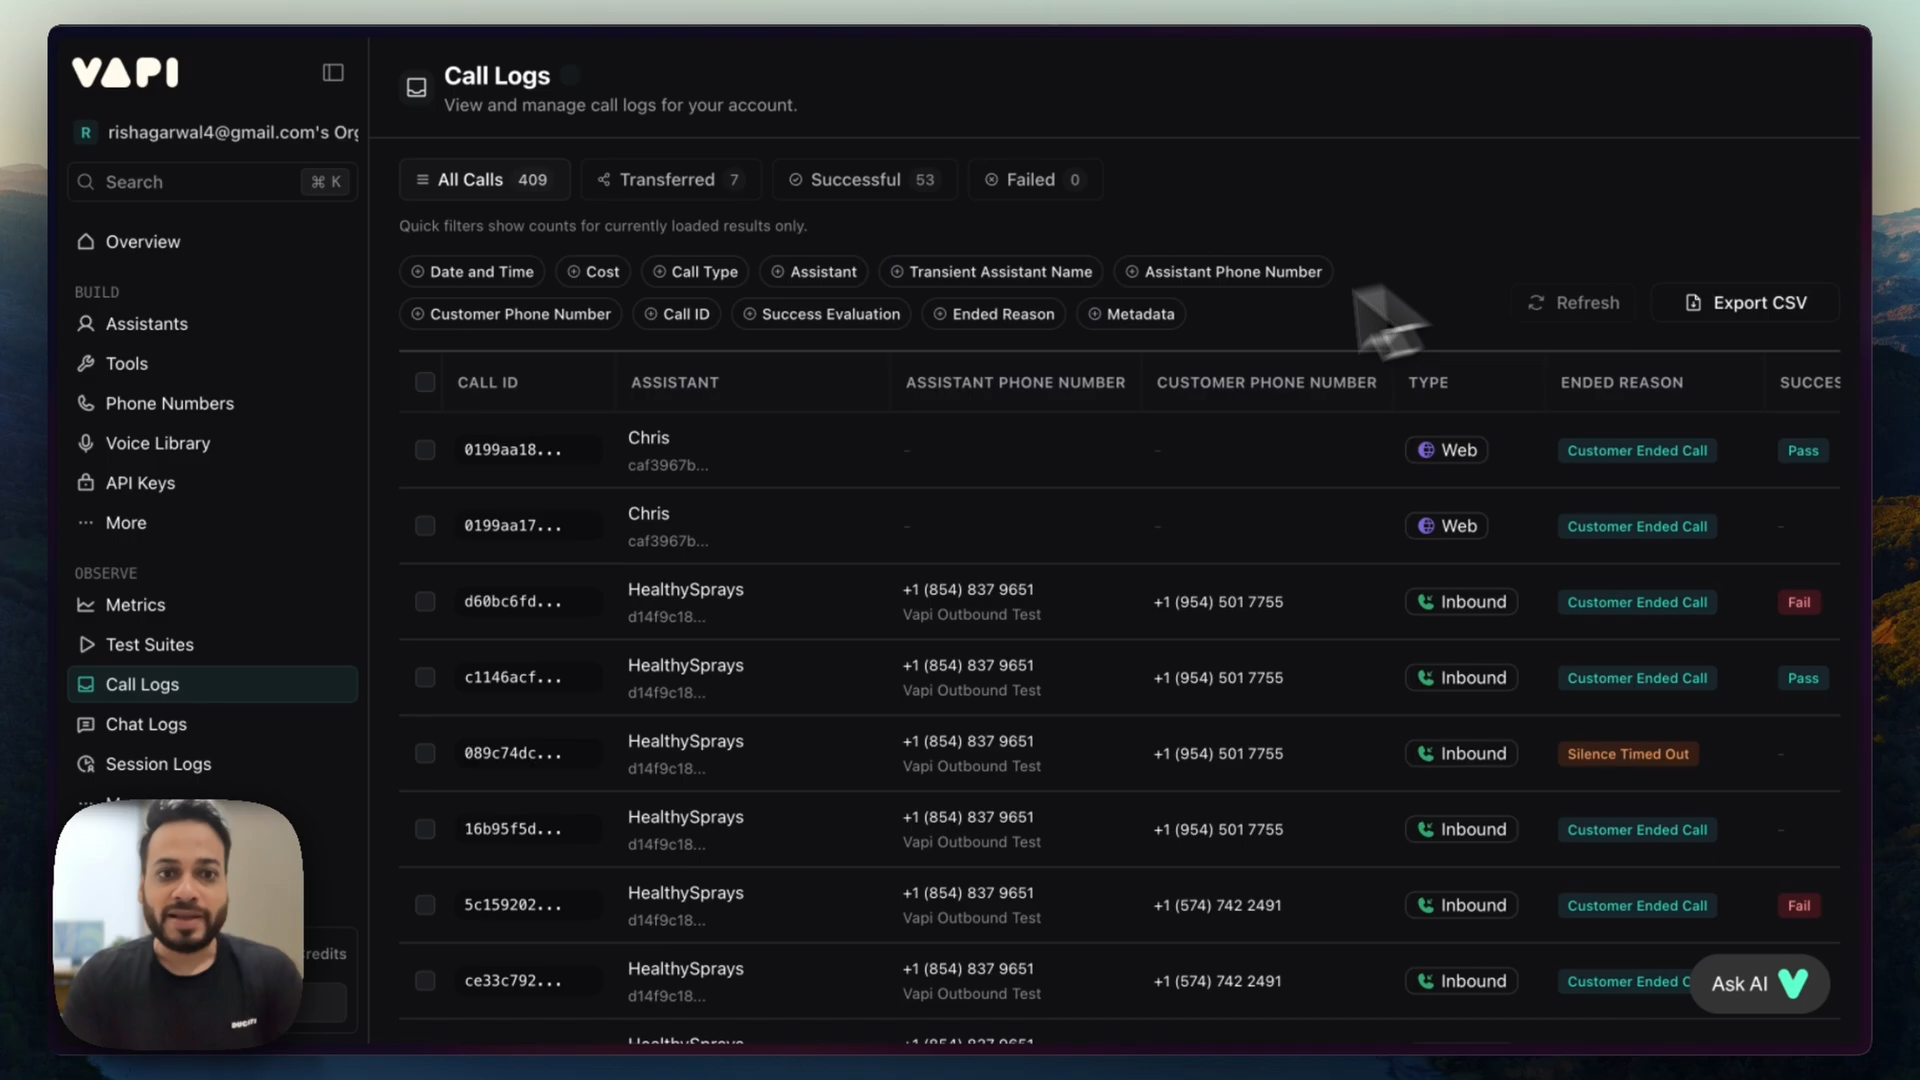 VAPI
R rishagarwal4@gmail.com's Org
Search ⌘ K
Overview
BUILD
Assistants
Tools
Phone Numbers
Voice Library
API Keys
More
OBSERVE
Metrics
Test Suites
Call Logs
Chat Logs
Session Logs
Call Logs
View and manage call logs for your account.
All Calls 409 Transferred 7 Successful 53 Failed 0
Quick filters show counts for currently loaded results only.
Date and Time Cost Call Type Assistant Transient Assistant Name Assistant Phone Number
Customer Phone Number Call ID Success Evaluation Ended Reason Metadata
Refresh Export CSV
CALL ID ASSISTANT ASSISTANT PHONE NUMBER CUSTOMER PHONE NUMBER TYPE ENDED REASON SUCCES
0199aa18... Chris - - Web Customer Ended Call Pass
caf3967b...
0199aa17... Chris - - Web Customer Ended Call -
caf3967b...
d60bc6fd... HealthySprays +1 (854) 837 9651 +1 (954) 501 7755 Inbound Customer Ended Call Fail
d14f9c18... Vapi Outbound Test
c1146acf... HealthySprays +1 (854) 837 9651 +1 (954) 501 7755 Inbound Customer Ended Call Pass
d14f9c18... Vapi Outbound Test
089c74dc... HealthySprays +1 (854) 837 9651 +1 (954) 501 7755 Inbound Silence Timed Out -
d14f9c18... Vapi Outbound Test
16b95f5d... HealthySprays +1 (854) 837 9651 +1 (954) 501 7755 Inbound Customer Ended Call -
d14f9c18... Vapi Outbound Test
5c159202... HealthySprays +1 (854) 837 9651 +1 (574) 742 2491 Inbound Customer Ended Call Fail
d14f9c18... Vapi Outbound Test
ce33c792... HealthySprays +1 (854) 837 9651 +1 (574) 742 2491 Inbound Customer Ended C
d14f9c18... Vapi Outbound Test
HealthySprays +1 (854) 837 9651
redits
Ask AI